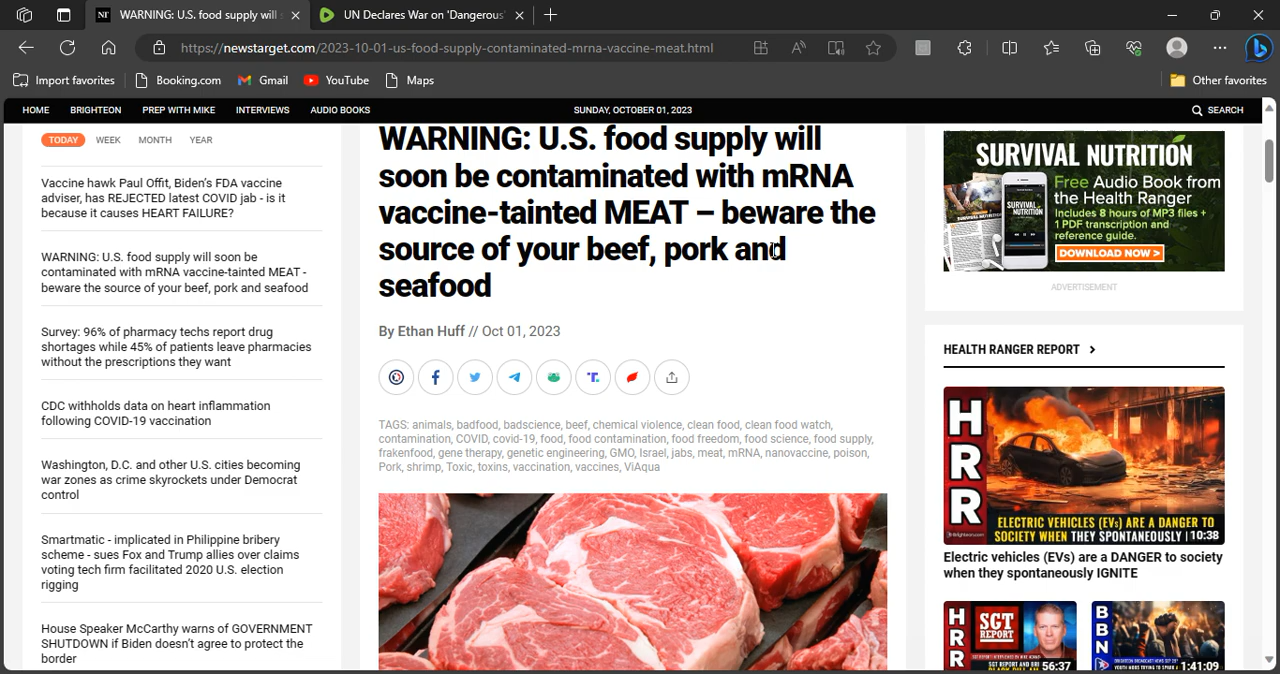 WARNING: U.S. food supply will
UN Declares War on 'Dangerous'
https://newstarget.com/2023-10-01-us-food-supply-contaminated-mrna-vaccine-meat.html
Import favorites
Booking.com
Gmail
YouTube
Maps
Other favorites
HOME
BRIGHTEON
PREP WITH MIKE
INTERVIEWS
AUDIO BOOKS
SUNDAY, OCTOBER 01, 2023
SEARCH
TODAY
WEEK
MONTH
YEAR
Vaccine hawk Paul Offit, Biden's FDA vaccine
adviser, has REJECTED latest COVID jab - is it
because it causes HEART FAILURE?
WARNING: U.S. food supply will soon be
contaminated with mRNA vaccine-tainted MEAT -
beware the source of your beef, pork and seafood
Survey: 96% of pharmacy techs report drug
shortages while 45% of patients leave pharmacies
without the prescriptions they want
CDC withholds data on heart inflammation
following COVID-19 vaccination
Washington, D.C. and other U.S. cities becoming
war zones as crime skyrockets under Democrat
control
Smartmatic - implicated in Philippine bribery
scheme - sues Fox and Trump allies over claims
voting tech firm facilitated 2020 U.S. election
rigging
House Speaker McCarthy warns of GOVERNMENT
SHUTDOWN if Biden doesn't agree to protect the
border
WARNING: U.S. food supply will
soon be contaminated with mRNA
vaccine-tainted MEAT – beware the
source of your beef, pork and
seafood
By Ethan Huff // Oct 01, 2023
TAGS: animals, badfood, badscience, beef, chemical violence, clean food, clean food watch,
contamination, COVID, covid-19, food, food contamination, food freedom, food science, food supply,
frakenfood, gene therapy, genetic engineering, GMO, Israel, jabs, meat, mRNA, nanovaccine, poison,
Pork, shrimp, Toxic, toxins, vaccination, vaccines, ViAqua
SURVIVAL NUTRITION
Free Audio Book from
the Health Ranger
Includes 8 hours of MP3 files +
1 PDF transcription and
reference guide.
DOWNLOAD NOW >
ADVERTISEMENT
HEALTH RANGER REPORT >
HRR
ELECTRIC VEHICLES (EVs) ARE A DANGER TO
SOCIETY WHEN THEY SPONTANEOUSLY I
10:38
Electric vehicles (EVs) are a DANGER to society
when they spontaneously IGNITE
HR
SGT
REPORT
56:37
BBN
1:41:09